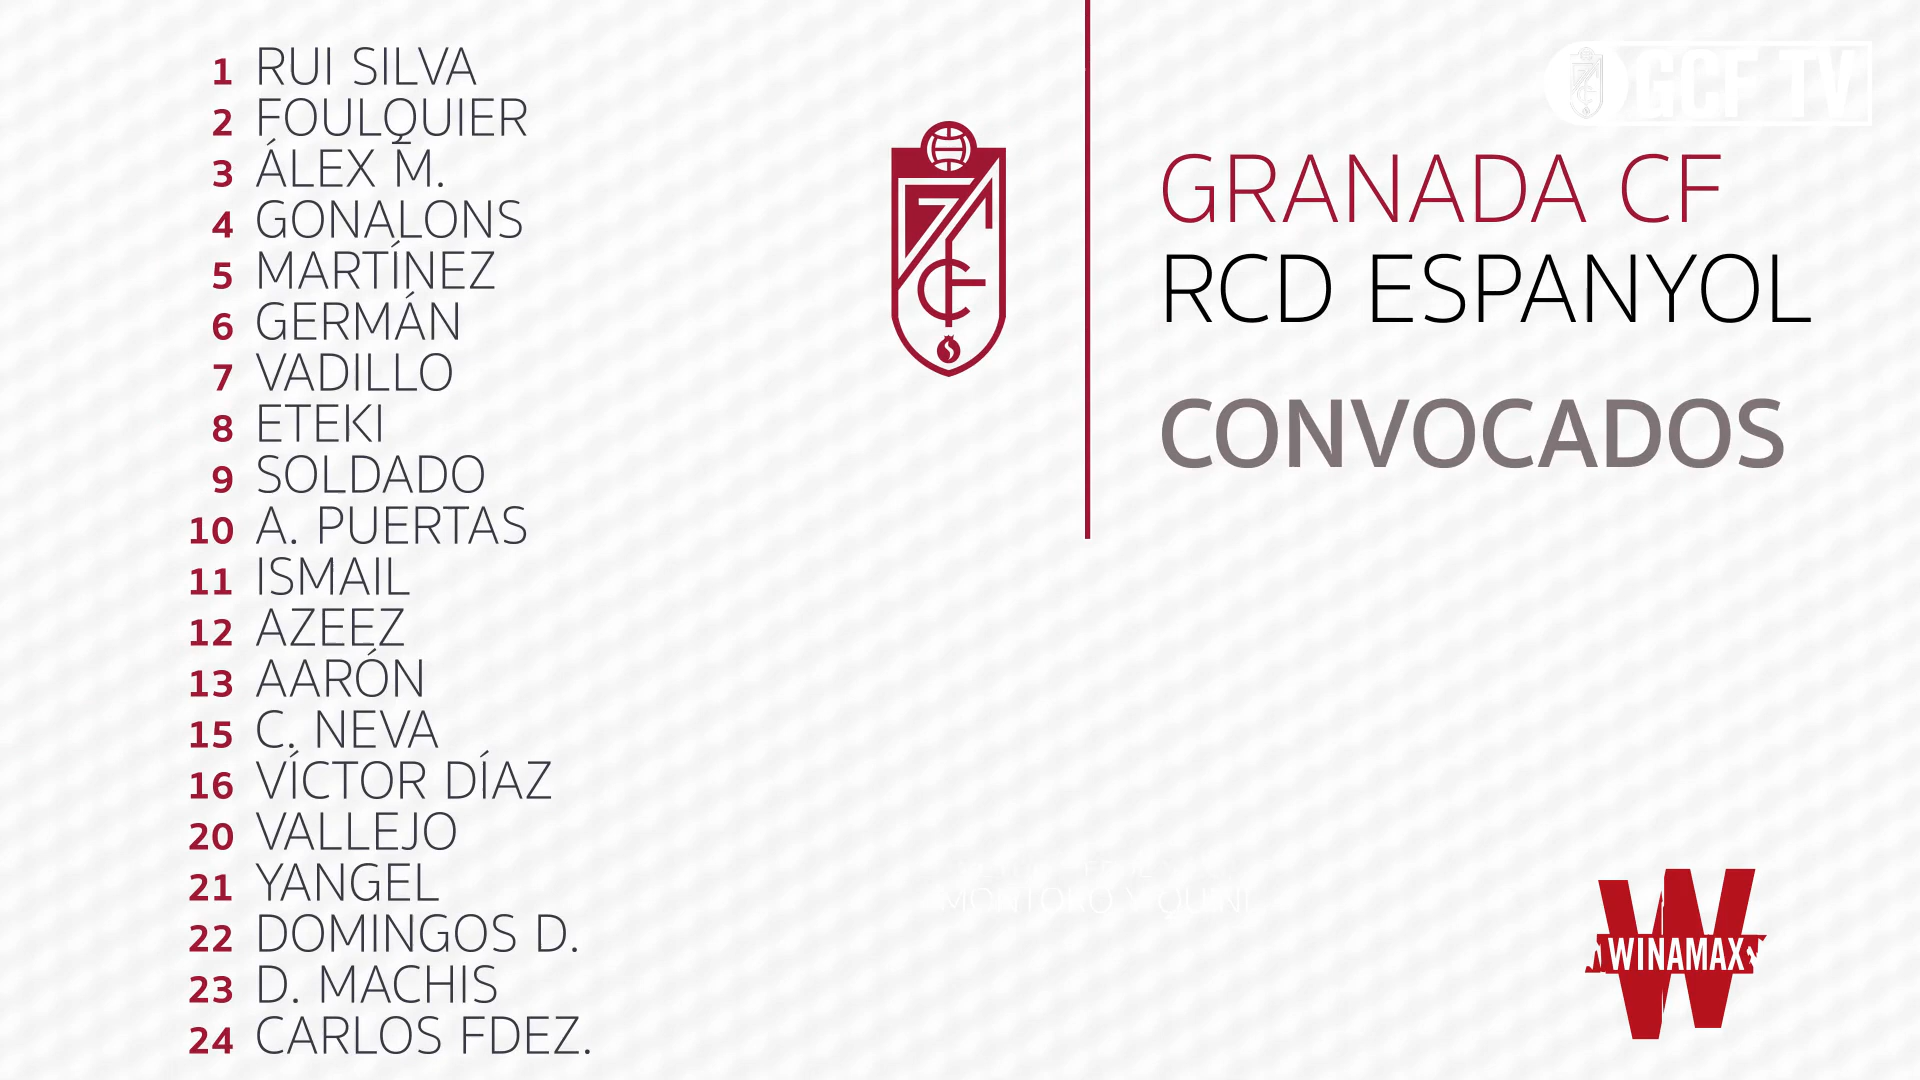 1 RUI SILVA
2 FOULQUIER
3 ÁLEX M.
4 GONALONS
5 MARTÍNEZ
6 GERMÁN
7 VADILLO
8 ETEKI
9 SOLDADO
10 A. PUERTAS
11 ISMAIL
12 AZEEZ
13 AARÓN
15 C. NEVA
16 VÍCTOR DÍAZ
20 VALLEJO
21 YANGEL
22 DOMINGOS D.
23 D. MACHIS
24 CARLOS FDEZ.
GCF TV
GRANADA CF
RCD ESPANYOL
CONVOCADOS
MONTORO Y QUINI
WINAMAX